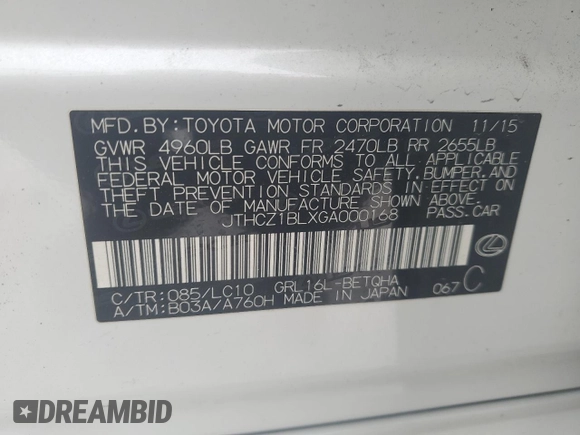 MFD. BY: TOYOTA MOTOR CORPORATION 11/15
GVWR 4960LB GAWR FR 2470LB RR 2655LB
THIS VEHICLE CONFORMS TO ALL APPLICABLE
FEDERAL MOTOR VEHICLE SAFETY, BUMPER, AND
THEFT PREVENTION STANDARDS IN EFFECT ON
THE DATE OF MANUFACTURE SHOWN ABOVE.
JTHCZ1BLXGA000168 PASS. CAR
C/TR: 085/LC10 GRL16L-BETQHA 067 C
A/TM: B03A/A760H MADE IN JAPAN
DREAMBID